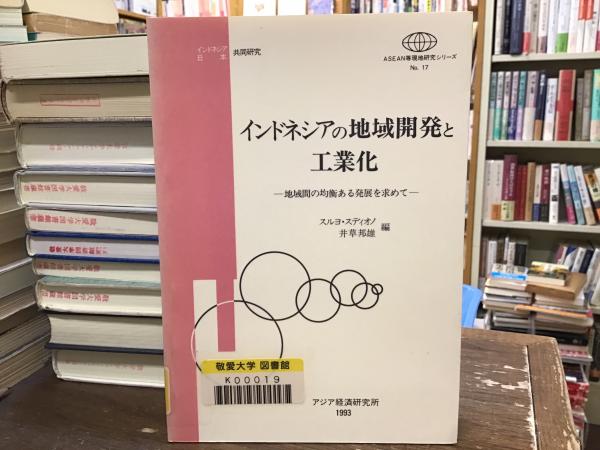 インドネシア
日本
共同研究
ASEAN等現地研究シリーズ
No. 17
インドネシアの地域開発と
工業化
―地域間の均衡ある発展を求めて―
スルヨ・スディオノ
井草邦雄
編
敬愛大学 図書館
K00019
アジア経済研究所
1993